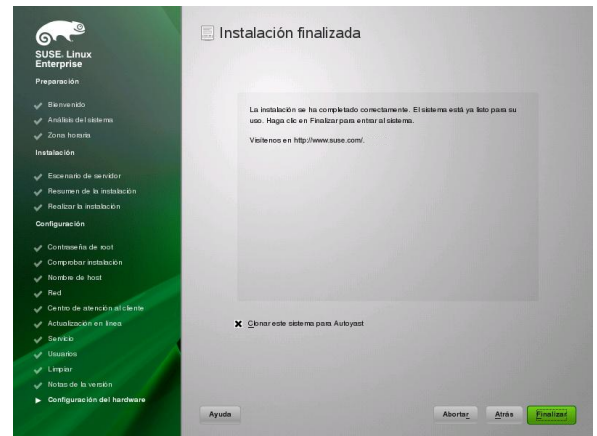 SUSE. Linux
Enterprise
Preparación
Bienvenido
Análisis del sistema
Zona horaria
Instalación
Escenario de servidor
Resumen de la instalación
Realizar la instalación
Configuración
Contraseña de root
Comprobar instalación
Nombre de host
Red
Centro de atención al cliente
Actualización en línea
Servicio
Usuarios
Limpiar
Notas de la versión
Configuración del hardware
Instalación finalizada
La instalación se ha completado correctamente. El sistema está ya listo para su
uso. Haga clic en Finalizar para entrar al sistema.
Visítenos en http://www.suse.com/.
Clonar este sistema para Autoyast
Ayuda
Abortar
Atrás
Finalizar